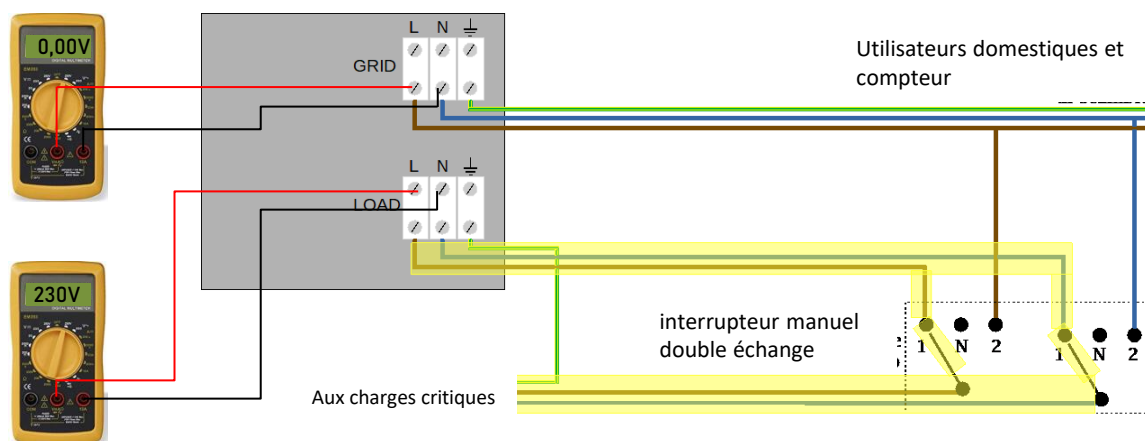 0,00V
L N
GRID
Utilisateurs domestiques et
compteur
L N
LOAD
230V
interrupteur manuel
double échange
1 N 2
1 N 2
Aux charges critiques